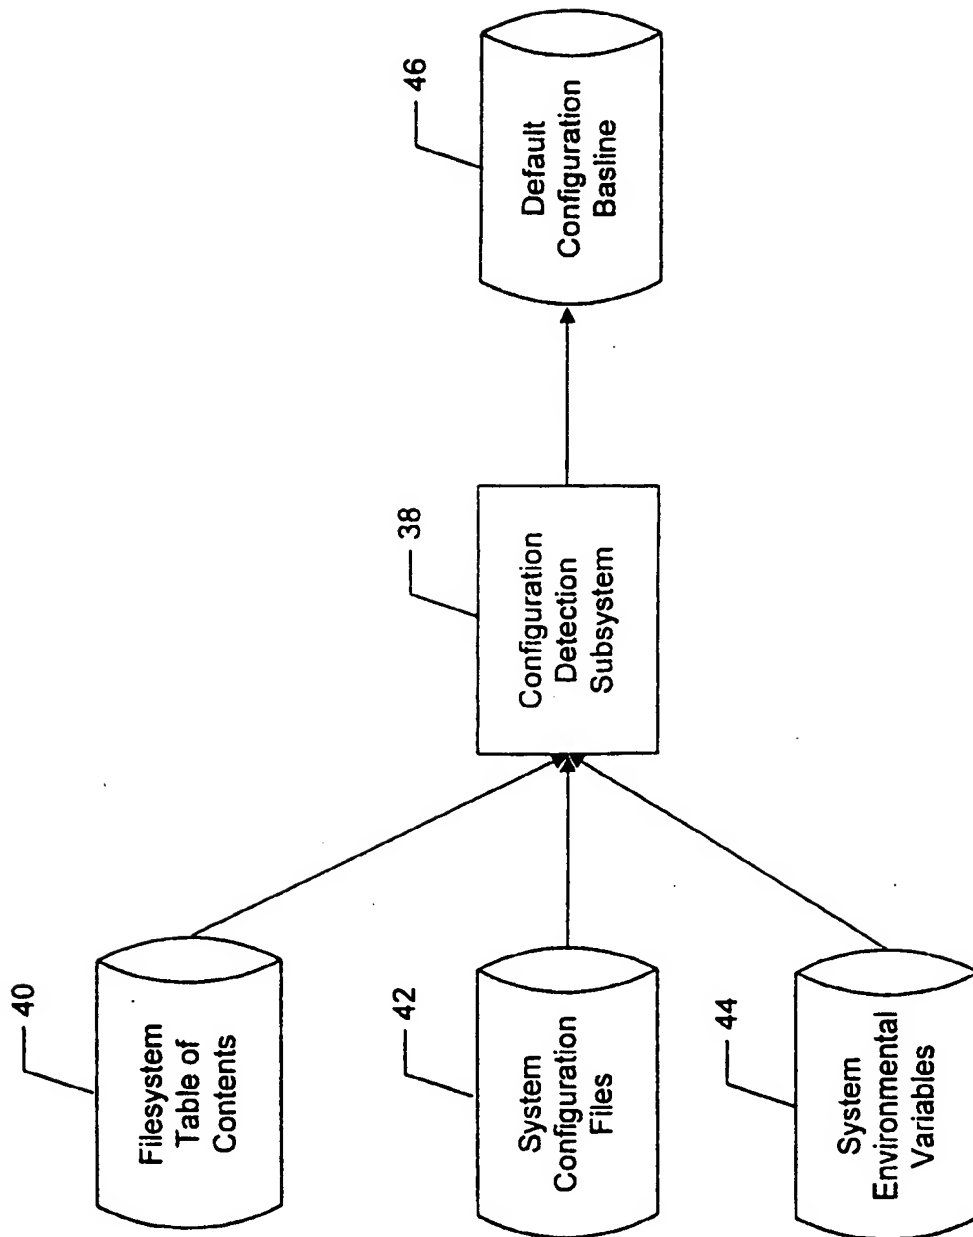 40
Filesystem
Table of
Contents
42
System
Configuration
Files
44
System
Environmental
Variables
38
Configuration
Detection
Subsystem
46
Default
Configuration
Basline